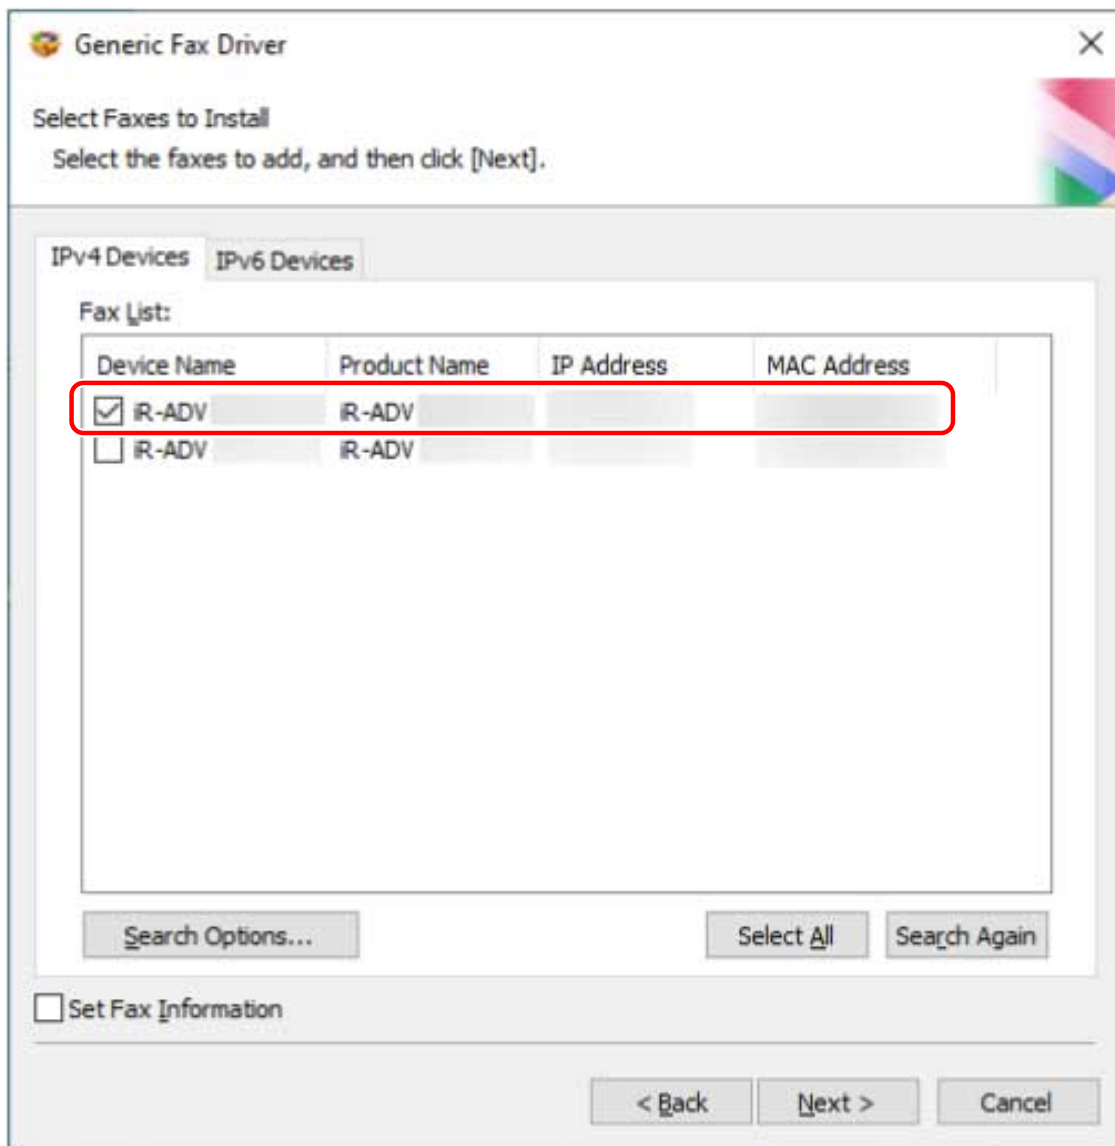 Generic Fax Driver
Select Faxes to Install
Select the faxes to add, and then click [Next].
IPv4 Devices IPv6 Devices
Fax List:
Device Name Product Name IP Address MAC Address
iR-ADV iR-ADV
iR-ADV iR-ADV
Search Options... Select All Search Again
Set Fax Information
< Back Next > Cancel